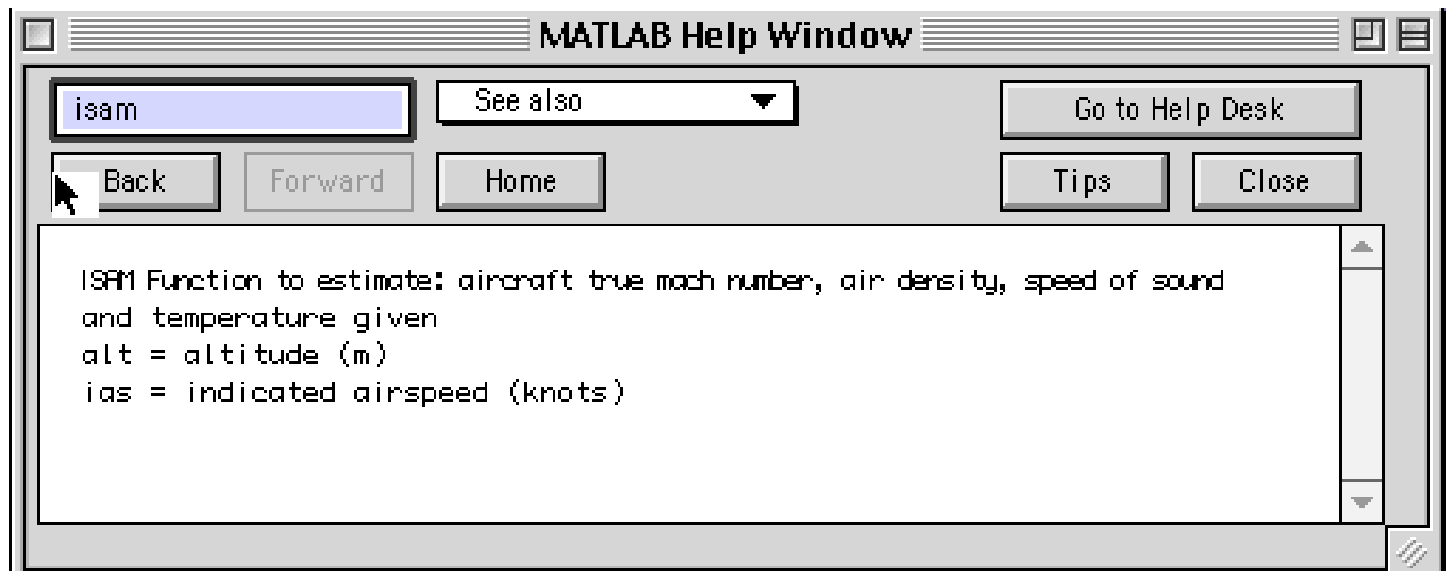 MATLAB Help Window
isam
See also
Go to Help Desk
Back
Forward
Home
Tips
Close
ISAM Function to estimate: aircraft true mach number, air density, speed of sound
and temperature given
alt = altitude (m)
ias = indicated airspeed (knots)